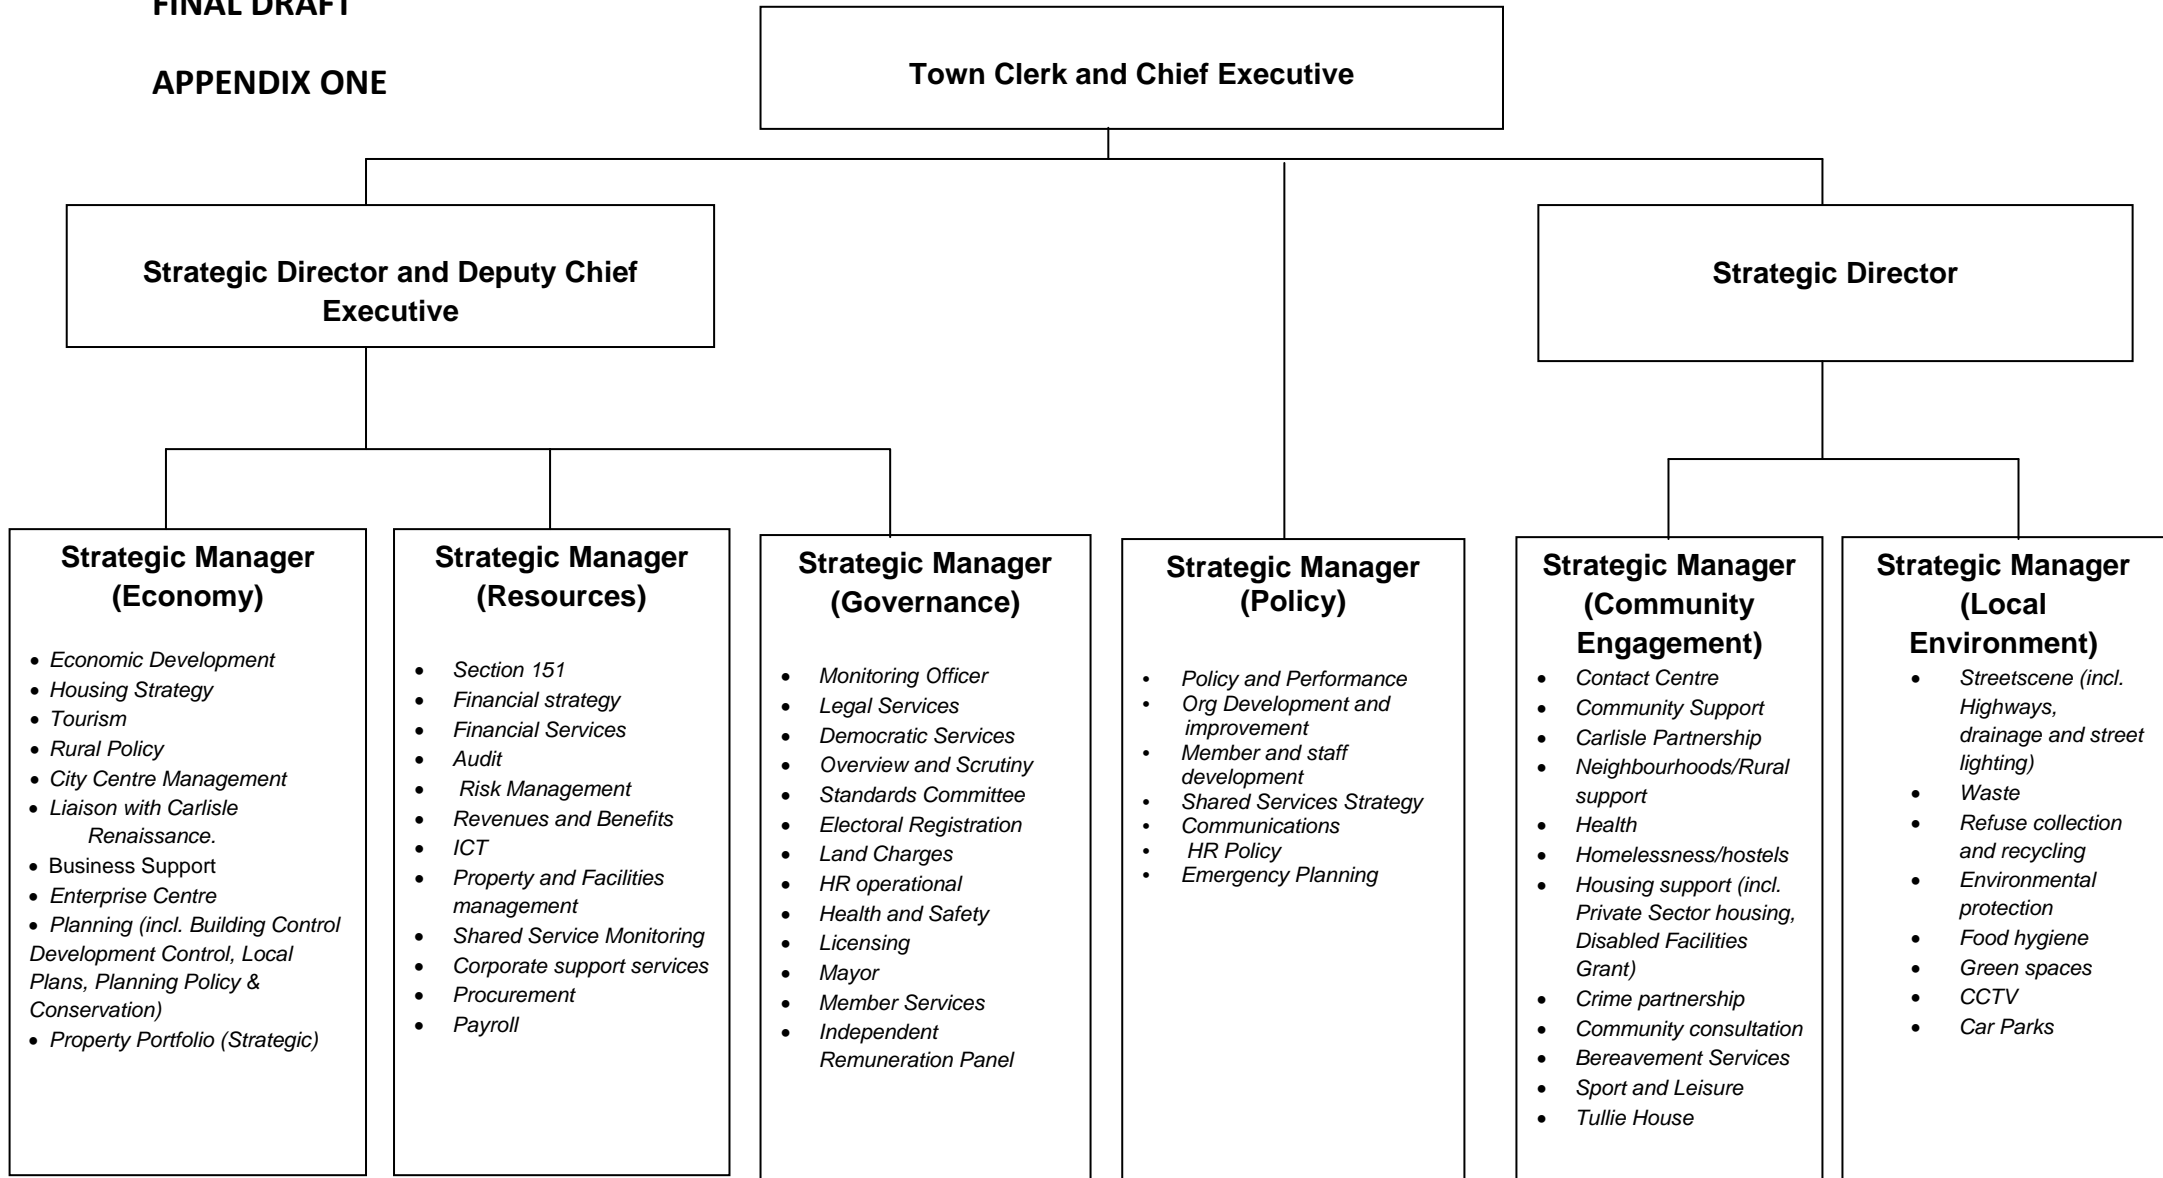 FINAL DRAFT
APPENDIX ONE
Town Clerk and Chief Executive
Strategic Director and Deputy Chief
Executive
Strategic Director
Strategic Manager
(Economy)
• Economic Development
• Housing Strategy
• Tourism
• Rural Policy
• City Centre Management
• Liaison with Carlisle
Renaissance.
• Business Support
• Enterprise Centre
• Planning (incl. Building Control
Development Control, Local
Plans, Planning Policy &
Conservation)
• Property Portfolio (Strategic)
Strategic Manager
(Resources)
• Section 151
• Financial strategy
• Financial Services
• Audit
• Risk Management
• Revenues and Benefits
• ICT
• Property and Facilities
management
• Shared Service Monitoring
• Corporate support services
• Procurement
• Payroll
Strategic Manager
(Governance)
• Monitoring Officer
• Legal Services
• Democratic Services
• Overview and Scrutiny
• Standards Committee
• Electoral Registration
• Land Charges
• HR operational
• Health and Safety
• Licensing
• Mayor
• Member Services
• Independent
Remuneration Panel
Strategic Manager
(Policy)
• Policy and Performance
• Org Development and
improvement
• Member and staff
development
• Shared Services Strategy
• Communications
• HR Policy
• Emergency Planning
Strategic Manager
(Community
Engagement)
• Contact Centre
• Community Support
• Carlisle Partnership
• Neighbourhoods/Rural
support
• Health
• Homelessness/hostels
• Housing support (incl.
Private Sector housing,
Disabled Facilities
Grant)
• Crime partnership
• Community consultation
• Bereavement Services
• Sport and Leisure
• Tullie House
Strategic Manager
(Local
Environment)
• Streetscene (incl.
Highways,
drainage and street
lighting)
• Waste
• Refuse collection
and recycling
• Environmental
protection
• Food hygiene
• Green spaces
• CCTV
• Car Parks